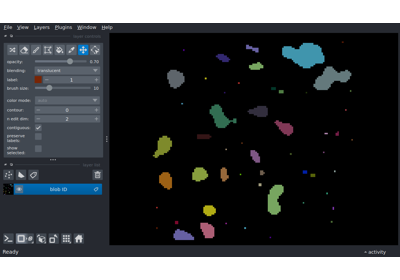 File View Layers Plugins Window Help
opacity: 0.70
blending: translucent
label: 1
brush size: 10
color mode:
contour: 0
n edit dim: 2
contiguous: ✓
preserve labels:
show selected:
blob ID
Ready
activity